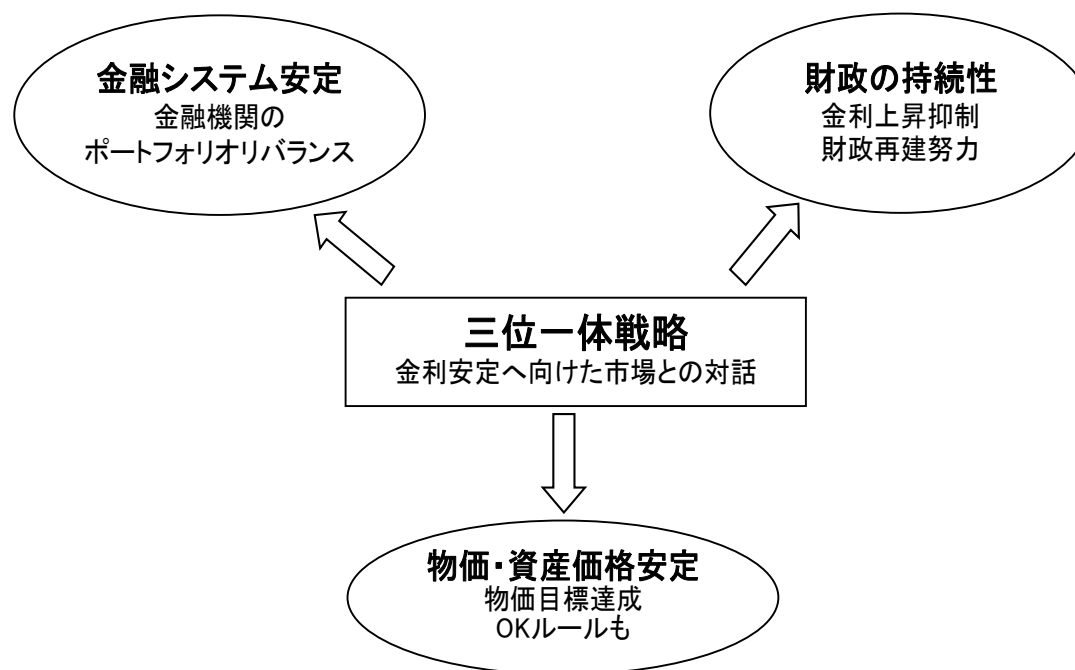 金融システム安定
金融機関の
ポートフォリオリバランス
財政の持続性
金利上昇抑制
財政再建努力
三位一体戦略
金利安定へ向けた市場との対話
物価・資産価格安定
物価目標達成
OKルールも